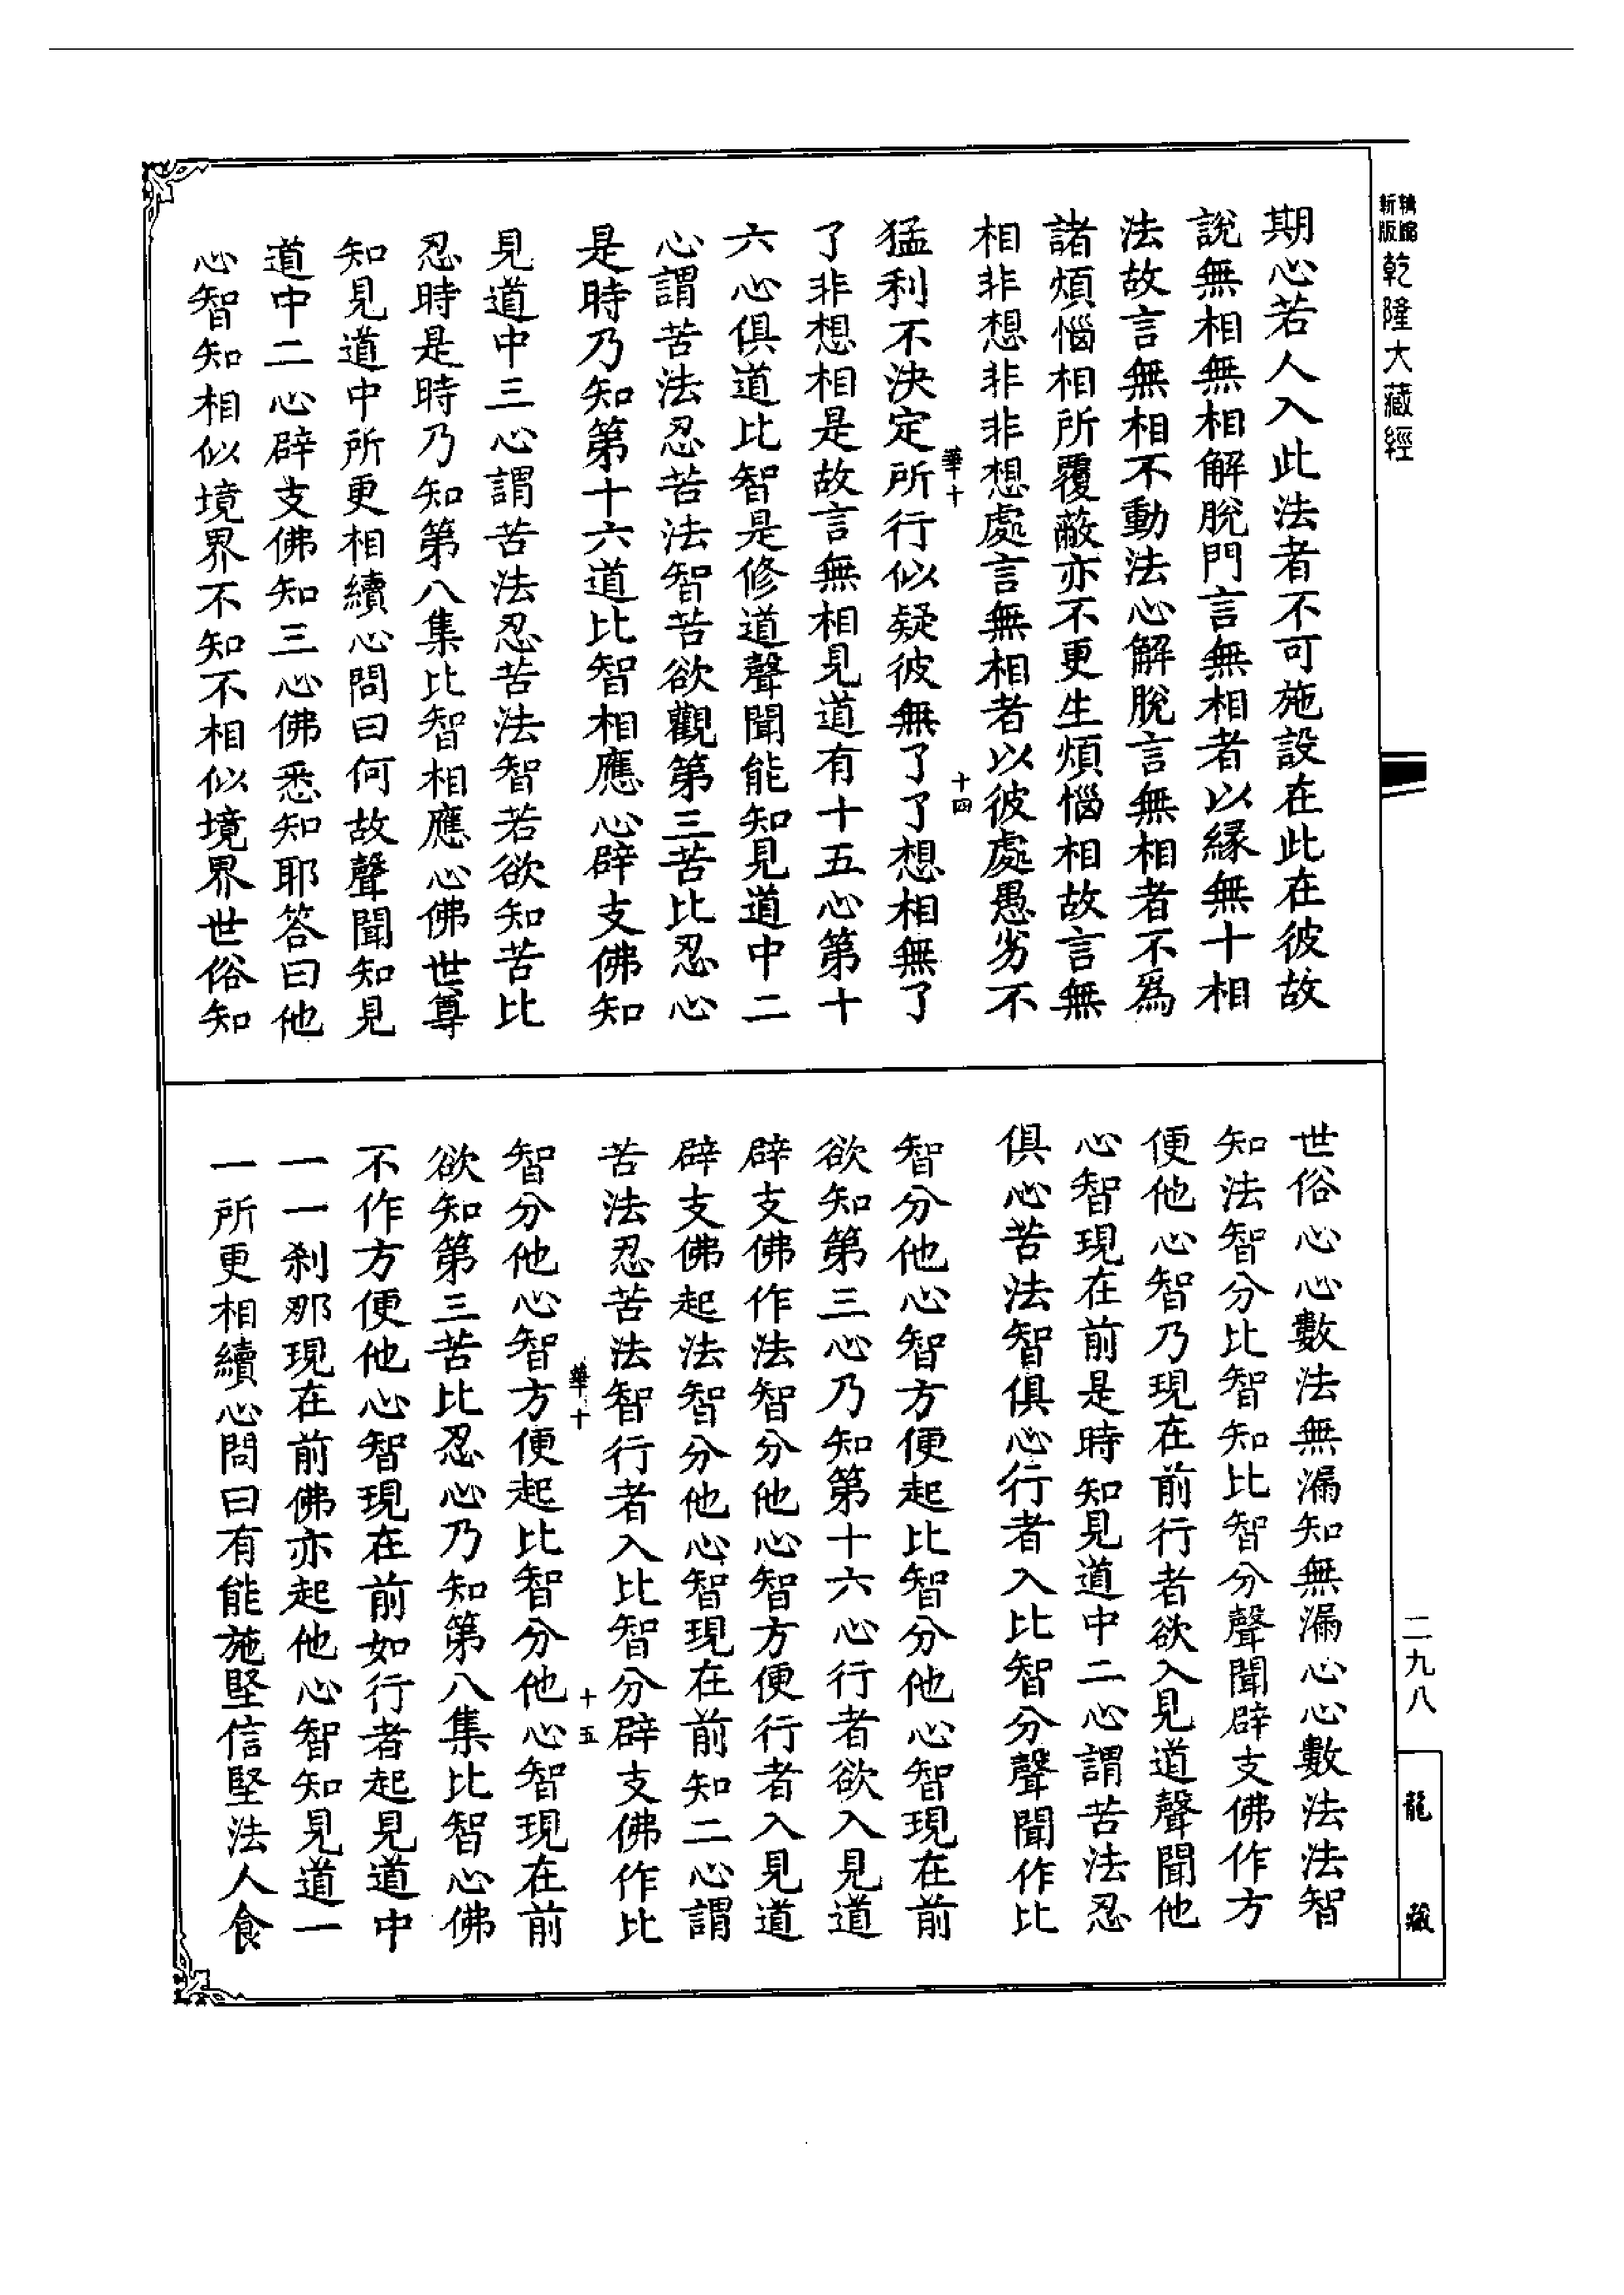 新版
輯館
乾隆大藏經
期心若人入此法者不可施設在此在彼故
說無相無相解脫門言無相者以緣無十相
法故言無相不動法心解脫言無相者不爲
諸煩惱相所覆蔽亦不更生煩惱相故言無
相非想非非想處言無相者以彼處愚劣不
華十
十四
猛利不決定所行似疑彼無了了想相無了
了非想相是故言無相見道有十五心第十
六心俱道比智是修道聲聞能知見道中二
心謂苦法忍苦法智苦欲觀第三苦比忍心
是時乃知第十六道比智相應心辟支佛知
見道中三心謂苦法忍苦法智若欲知苦比
忍時是時乃知第八集比智相應心佛世尊
知見道中所更相續心問曰何故聲聞知見
道中二心辟支佛知三心佛悉知耶答曰他
心智知相似境界不知不相似境界世俗知
世俗心心數法無漏知無漏心心數法法智
知法智分比智知比智分聲聞辟支佛作方
便他心智乃現在前行者欲入見道聲聞他
心智現在前是時知見道中二心謂苦法忍
俱心苦法智俱心行者入比智分聲聞作比
智分他心智方便起比智分他心智現在前
欲知第三心乃知第十六心行者欲入見道
辟支佛作法智分他心智方便行者入見道
辟支佛起法智分他心智現在前知二心謂
苦法忍苦法智行者入比智分辟支佛作比
華十
十五
智分他心智方便起比智分他心智現在前
欲知第三苦比忍心乃知第八集比智心佛
不作方便他心智現在前如行者起見道中
一一刹那現在前佛亦起他心智知見道一
一所更相續心問曰有能施堅信堅法人食
二九八
龍藏